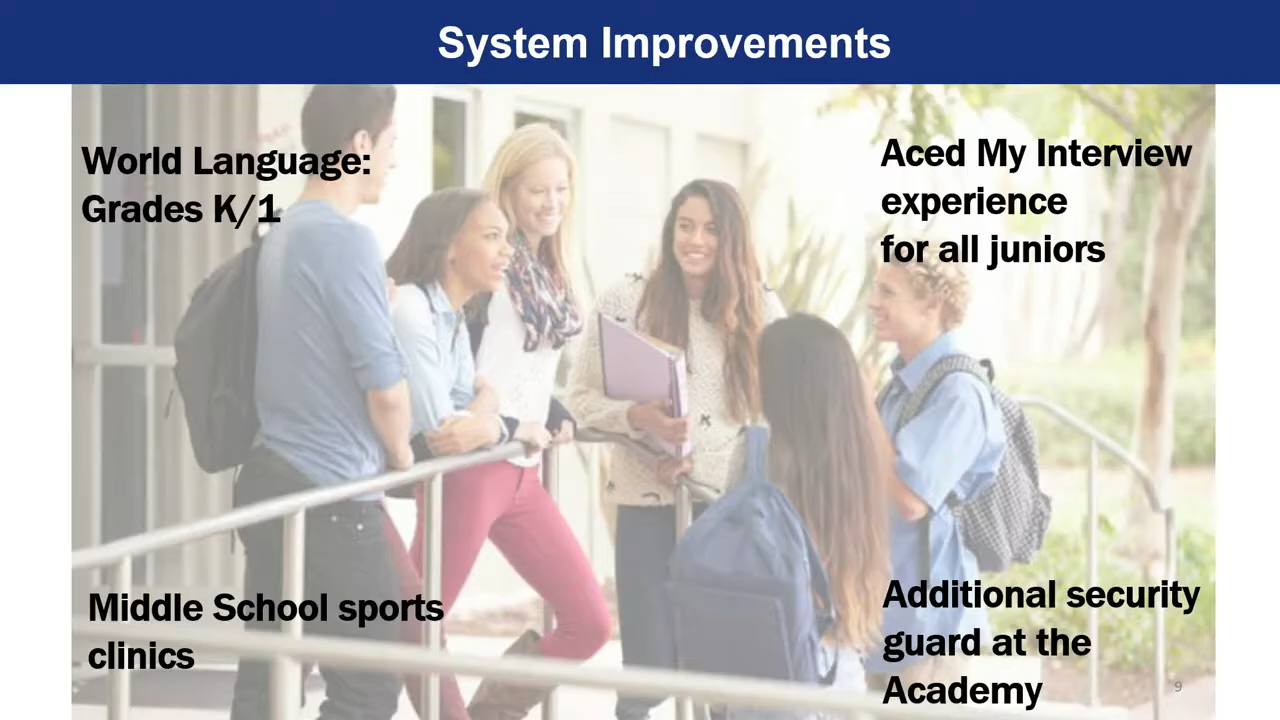 System Improvements
World Language:
Grades K/1
Aced My Interview
experience
for all juniors
Middle School sports
clinics
Additional security
guard at the
Academy
9